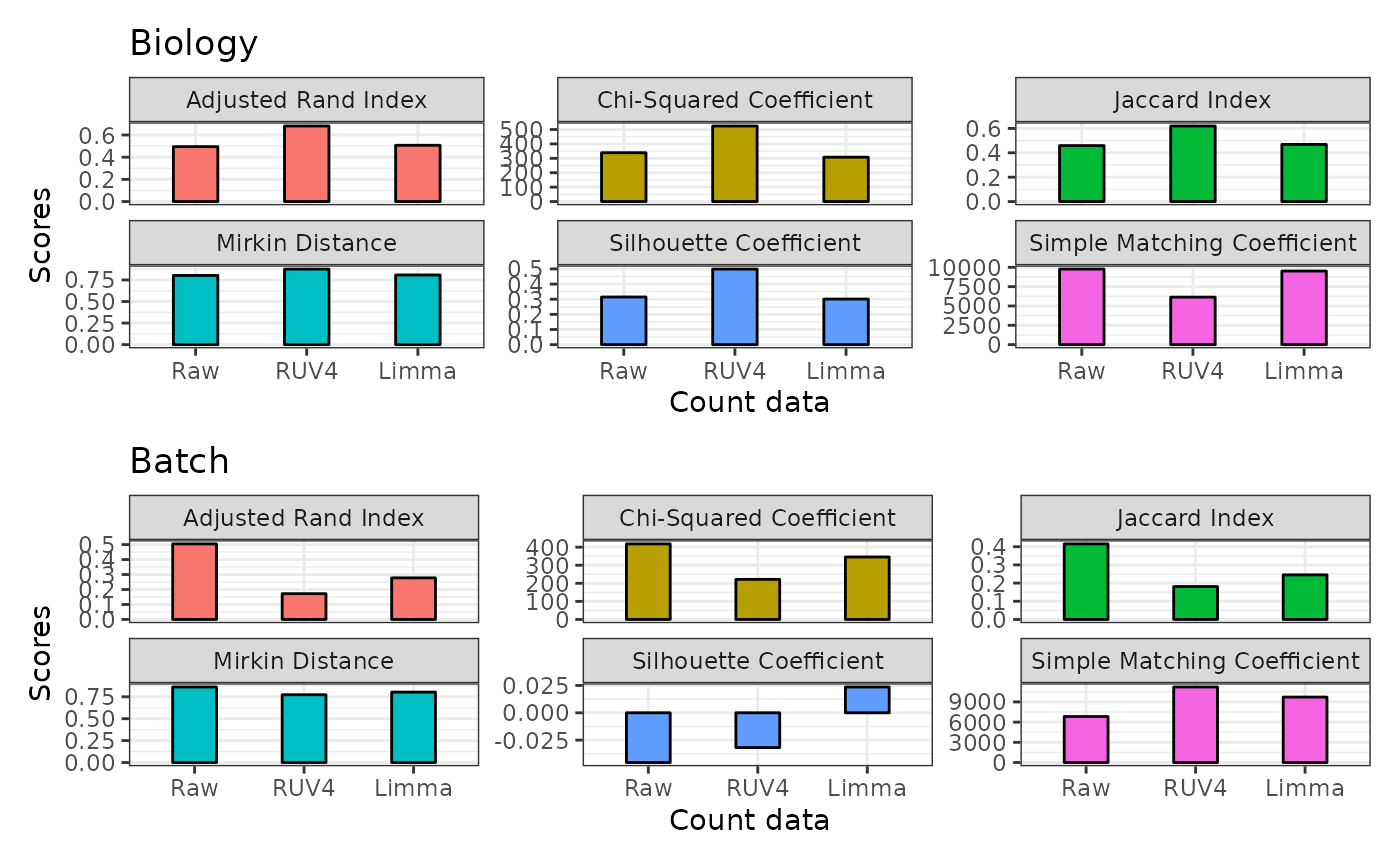 Biology
Adjusted Rand Index
Chi-Squared Coefficient
Jaccard Index
0.6
0.4
0.2
0.0
500
400
300
200
100
0
0.6
0.4
0.2
0.0
Scores
Mirkin Distance
Silhouette Coefficient
Simple Matching Coefficient
0.75
0.50
0.25
0.00
0.5
0.4
0.3
0.2
0.1
0.0
10000
7500
5000
2500
0
Raw RUV4 Limma
Raw RUV4 Limma
Raw RUV4 Limma
Count data
Batch
Adjusted Rand Index
Chi-Squared Coefficient
Jaccard Index
0.5
0.4
0.3
0.2
0.1
0.0
400
300
200
100
0
0.4
0.3
0.2
0.1
0.0
Scores
Mirkin Distance
Silhouette Coefficient
Simple Matching Coefficient
0.75
0.50
0.25
0.00
0.025
0.000
-0.025
9000
6000
3000
0
Raw RUV4 Limma
Raw RUV4 Limma
Raw RUV4 Limma
Count data